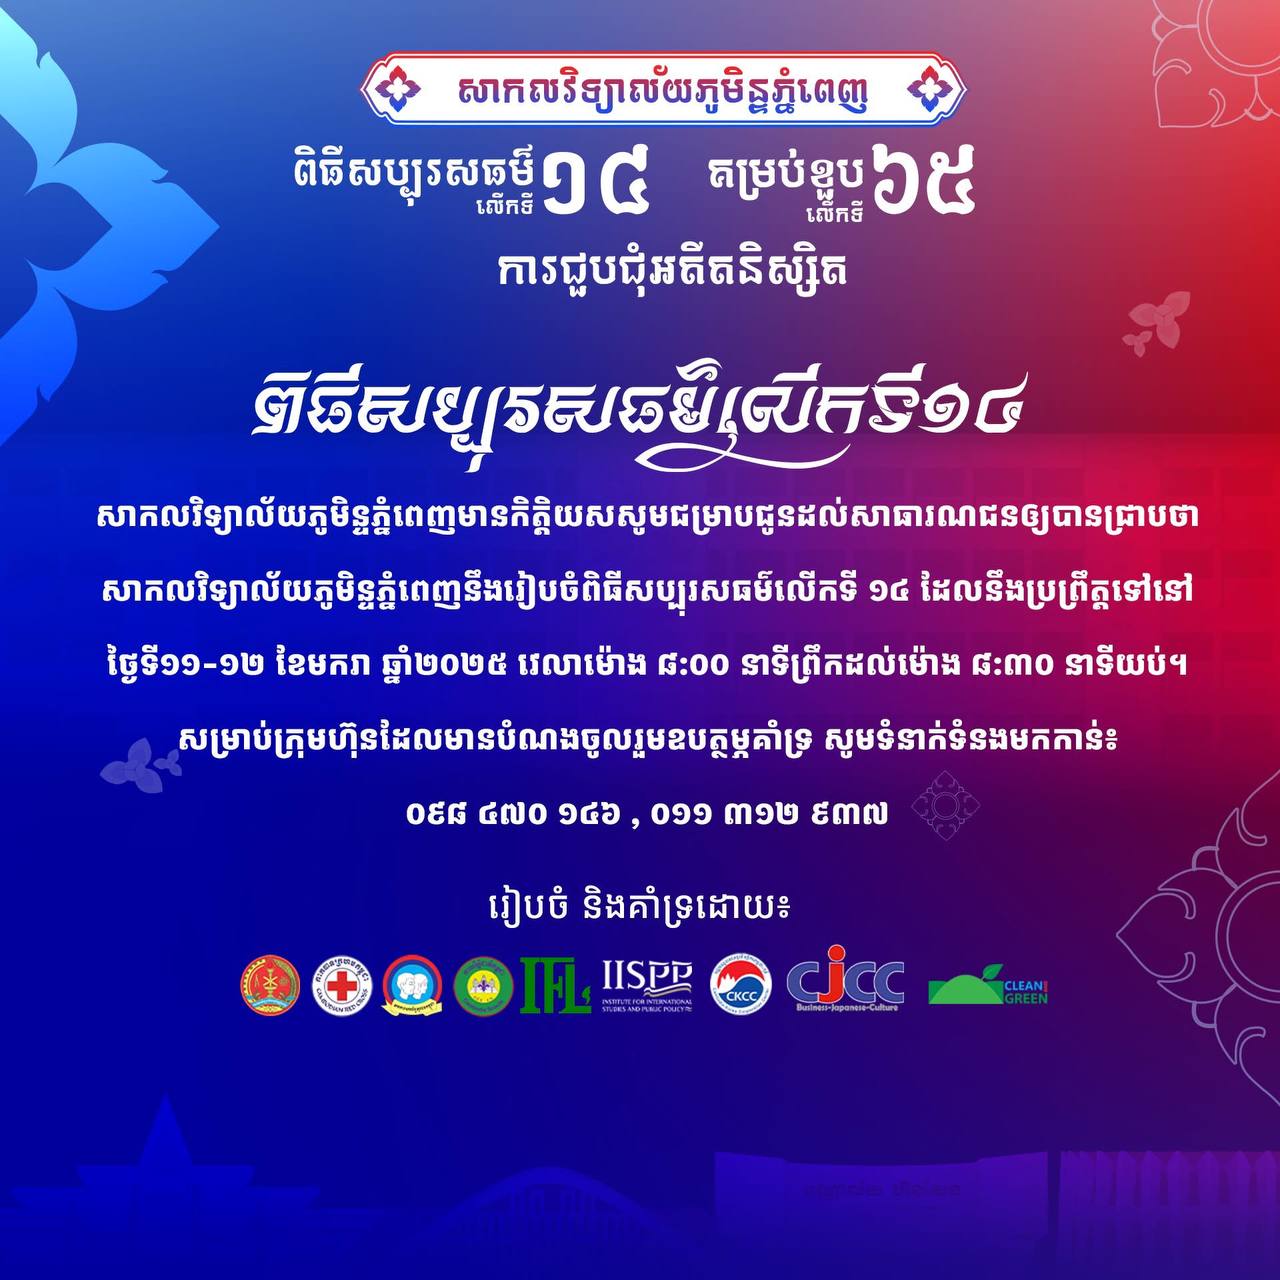 សាកលវិទ្យាល័យភូមិន្ទភ្នំពេញ
ពិធីសប្បុរសធម៌លើកទី១៤ គម្រប់ខួបលើកទី៦៥
ការជួបជុំអតីតនិស្សិត
ពិធីសប្បុរសធម៌លើកទី១៤
សាកលវិទ្យាល័យភូមិន្ទភ្នំពេញមានកិត្តិយសសូមជម្រាបជូនដល់សាធារណជនឲ្យបានជ្រាបថា
សាកលវិទ្យាល័យភូមិន្ទភ្នំពេញនឹងរៀបចំពិធីសប្បុរសធម៌លើកទី ១៤ ដែលនឹងប្រព្រឹត្តទៅនៅ
ថ្ងៃទី១១-១២ ខែមករា ឆ្នាំ២០២៥ វេលាម៉ោង ៨:០០ នាទីព្រឹកដល់ម៉ោង ៨:៣០ នាទីយប់។
សម្រាប់ក្រុមហ៊ុនដែលមានបំណងចូលរួមឧបត្ថម្ភគាំទ្រ សូមទំនាក់ទំនងមកកាន់៖
០៩៨ ៤៧០ ១៤៦ , ០១១ ៣១២ ៩៣៧
រៀបចំ និងគាំទ្រដោយ៖
CAMBODIAN RED CROSS
IFL
IISPP
INSTITUTE FOR INTERNATIONAL
STUDIES AND PUBLIC POLICY
CKCC
CJCC
Business-Japanese-Culture
CLEAN
GREEN